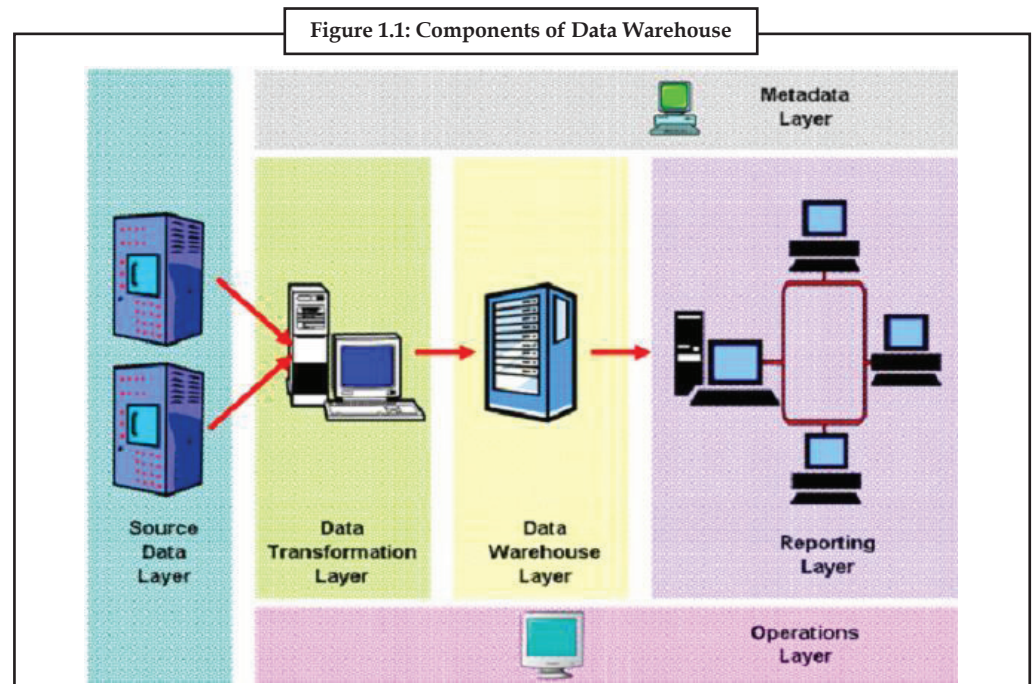 Figure 1.1: Components of Data Warehouse
Metadata
Layer
Source
Data
Layer
Data
Transformation
Layer
Data
Warehouse
Layer
Reporting
Layer
Operations
Layer